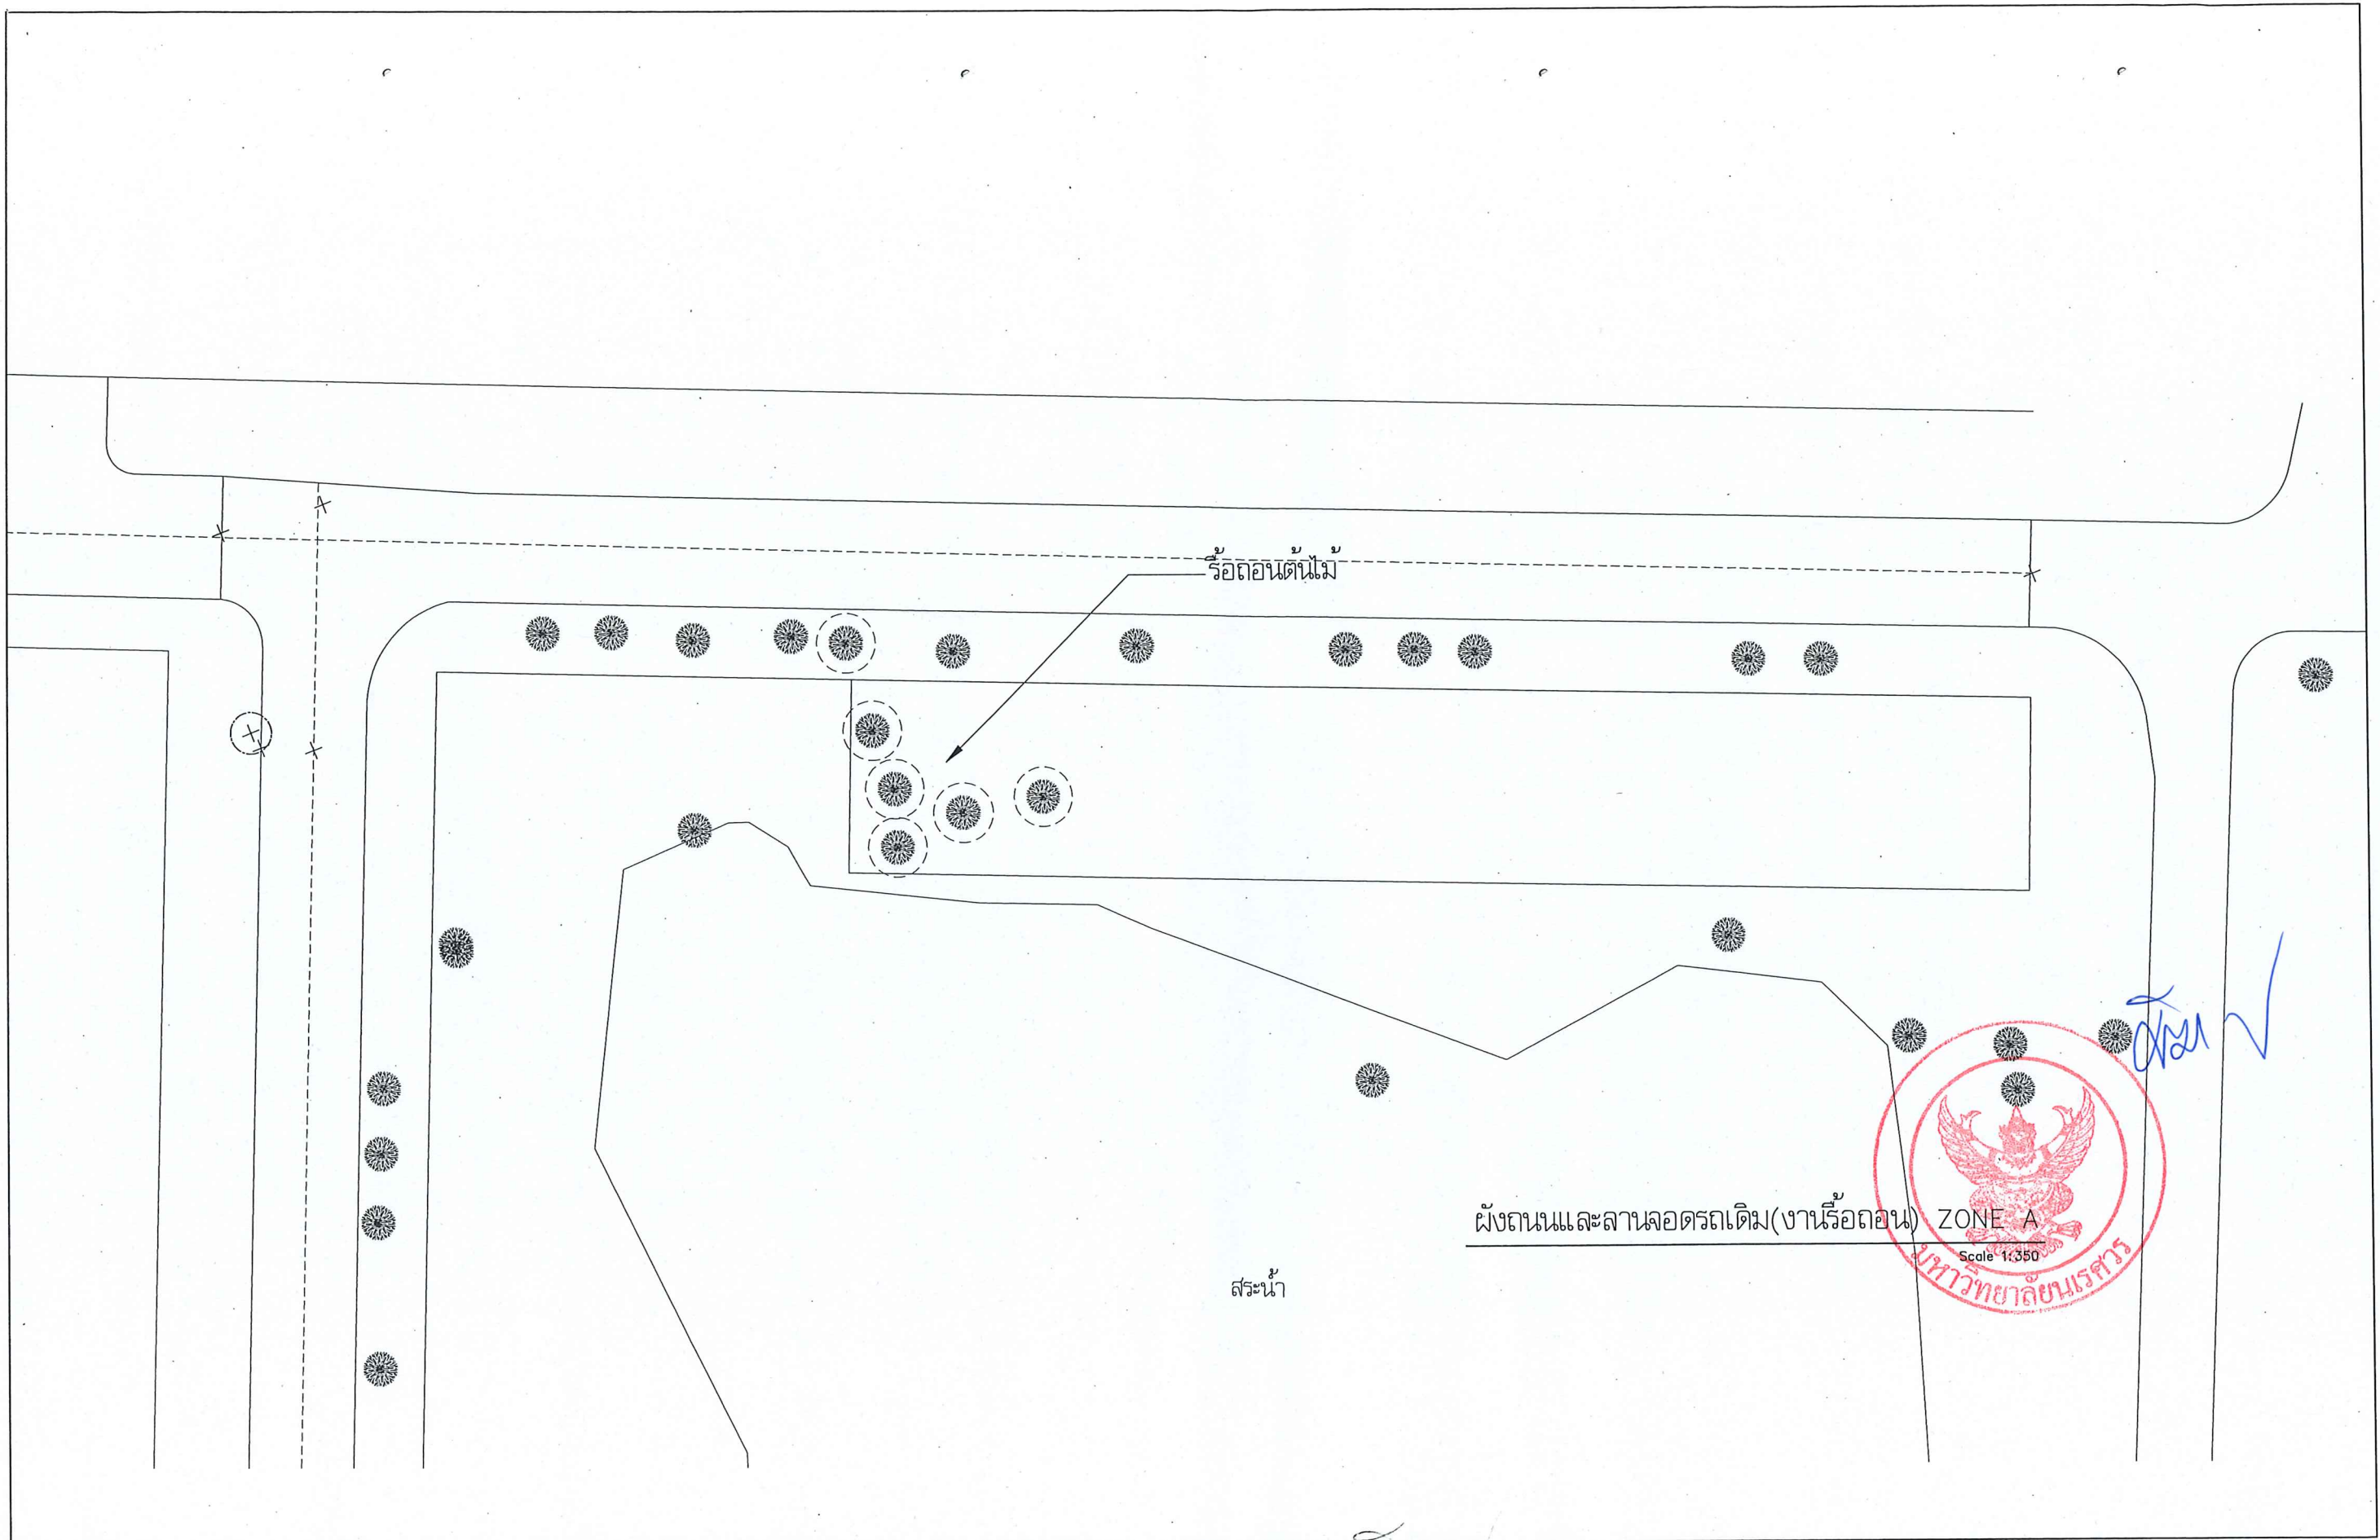 รื้อถอนต้นไม้
ผังถนนและลานจอดรถเดิม(งานรื้อถอน) ZONE A
Scale 1:350
มหาวิทยาลัยนเรศวร
สระน้ำ